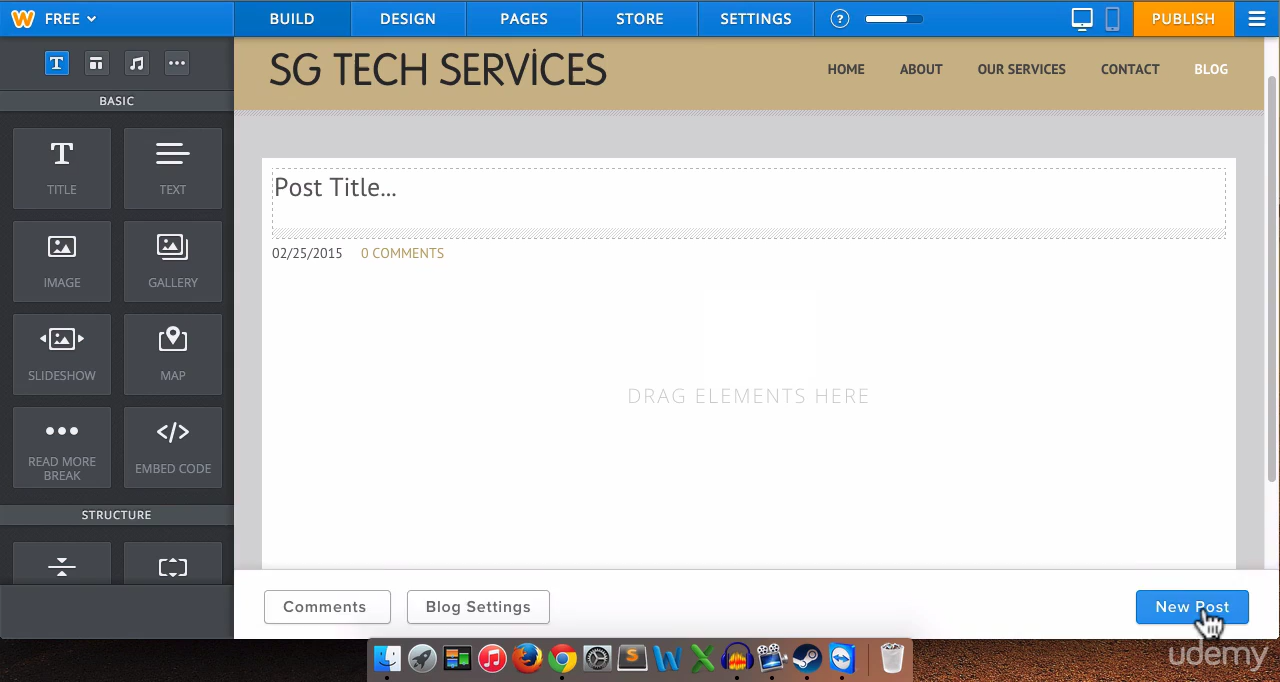 FREE
BUILD
DESIGN
PAGES
STORE
SETTINGS
?
PUBLISH
T
BASIC
T
TITLE
TEXT
IMAGE
GALLERY
SLIDESHOW
MAP
READ MORE
BREAK
</>
EMBED CODE
STRUCTURE
SG TECH SERVİCES
HOME
ABOUT
OUR SERVICES
CONTACT
BLOG
Post Title...
02/25/2015
0 COMMENTS
DRAG ELEMENTS HERE
Comments
Blog Settings
New Post
udemy